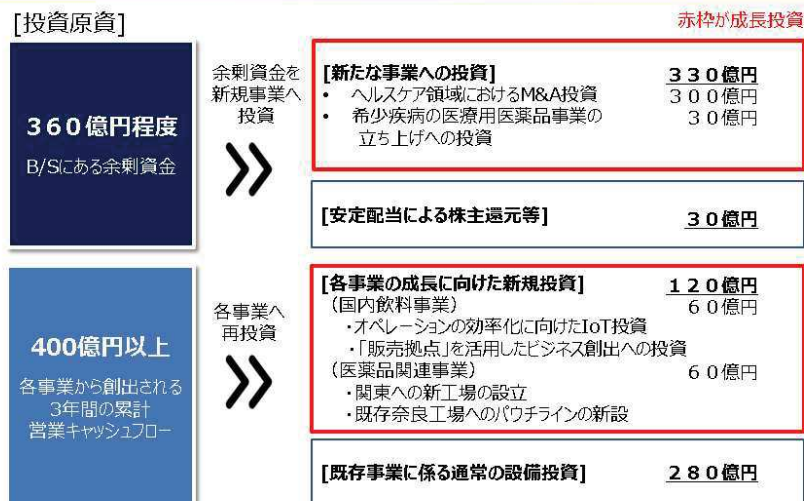 [投資原資]
赤枠が成長投資
360億円程度
B/Sにある余剰資金
余剰資金を
新規事業へ
投資
[新たな事業への投資] 330億円
• ヘルスケア領域におけるM&A投資 300億円
• 希少疾病の医療用医薬品事業の 30億円
立ち上げへの投資
[安定配当による株主還元等] 30億円
400億円以上
各事業から創出される
3年間の累計
営業キャッシュフロー
各事業へ
再投資
[各事業の成長に向けた新規投資] 120億円
(国内飲料事業) 60億円
・オペレーションの効率化に向けたIoT投資
・「販売拠点」を活用したビジネス創出への投資
(医薬品関連事業) 60億円
・関東への新工場の設立
・既存奈良工場へのパウチラインの新設
[既存事業に係る通常の設備投資] 280億円